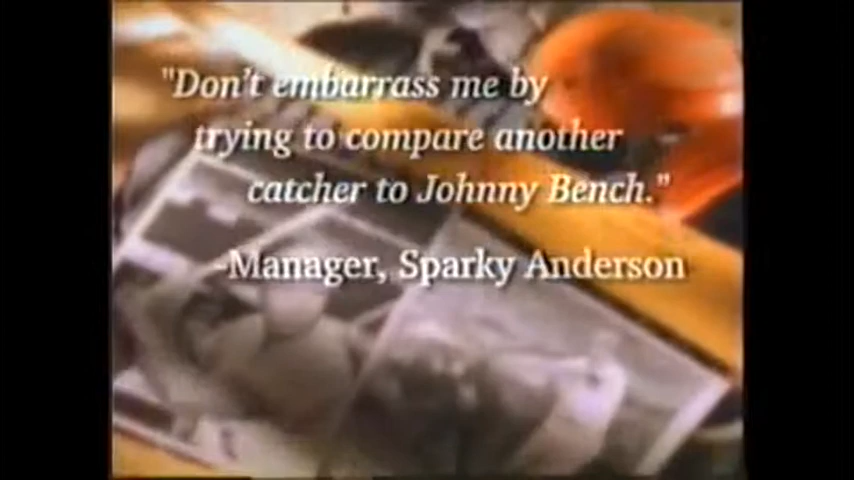 "Don't embarrass me by
trying to compare another
catcher to Johnny Bench."
-Manager, Sparky Anderson